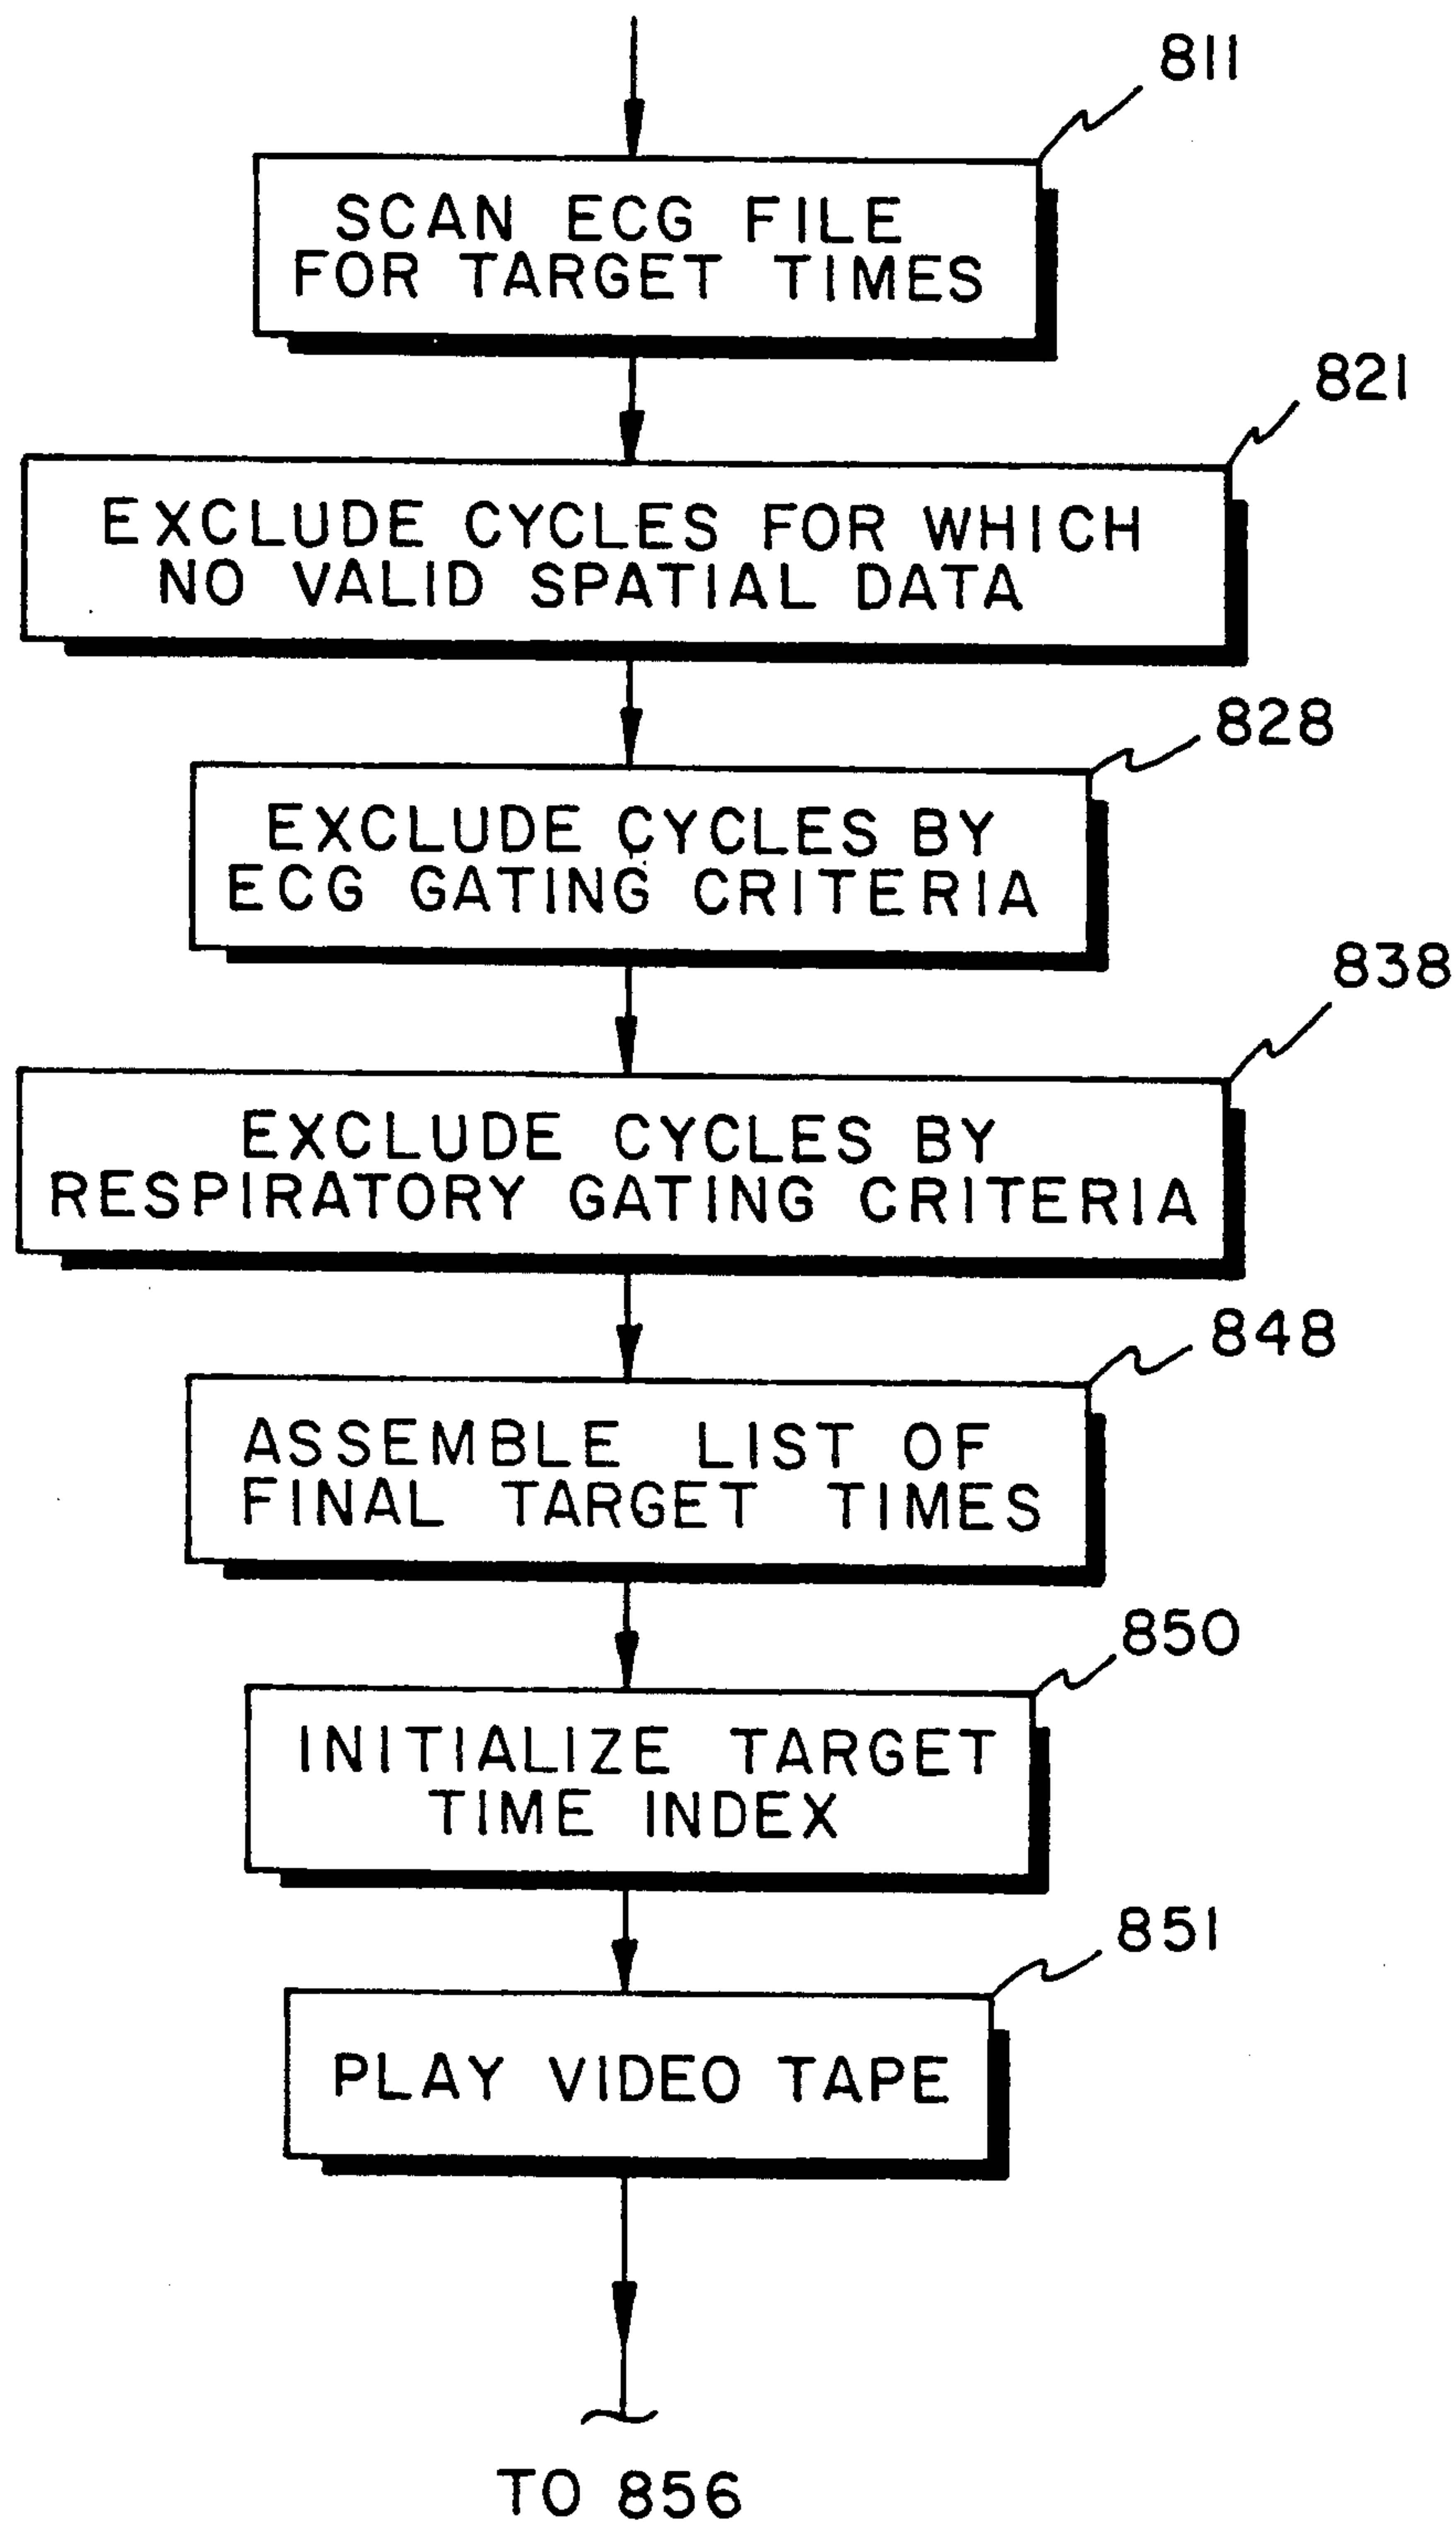 811
SCAN ECG FILE
FOR TARGET TIMES
821
EXCLUDE CYCLES FOR WHICH
NO VALID SPATIAL DATA
828
EXCLUDE CYCLES BY
ECG GATING CRITERIA
838
EXCLUDE CYCLES BY
RESPIRATORY GATING CRITERIA
848
ASSEMBLE LIST OF
FINAL TARGET TIMES
850
INITIALIZE TARGET
TIME INDEX
851
PLAY VIDEO TAPE
TO 856